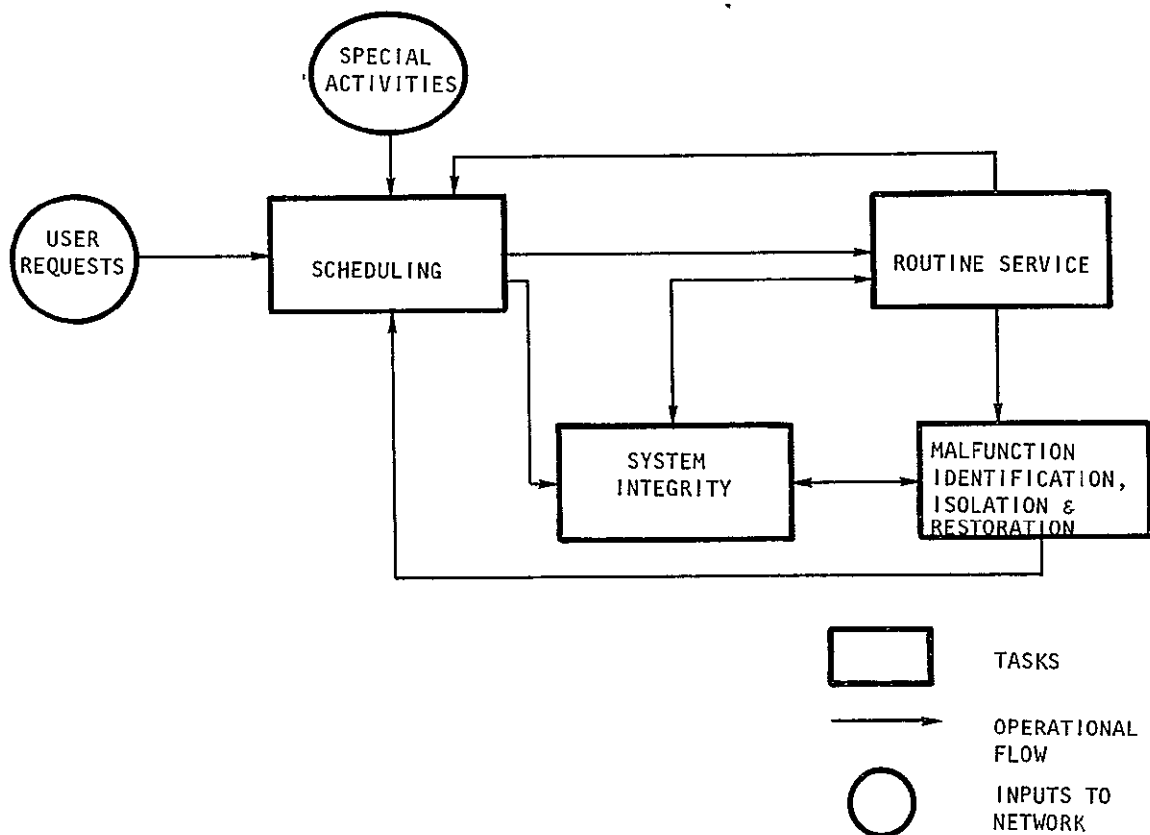 SPECIAL
ACTIVITIES
USER
REQUESTS
SCHEDULING
ROUTINE SERVICE
SYSTEM
INTEGRITY
MALFUNCTION
IDENTIFICATION,
ISOLATION &
RESTORATION
TASKS
OPERATIONAL
FLOW
INPUTS TO
NETWORK